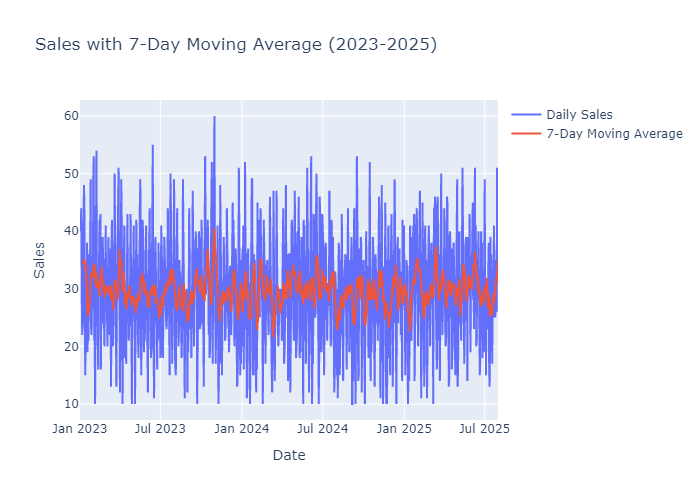 Sales with 7-Day Moving Average (2023-2025)
Daily Sales
7-Day Moving Average
60
50
40
30
20
10
Sales
Jan 2023 Jul 2023 Jan 2024 Jul 2024 Jan 2025 Jul 2025
Date